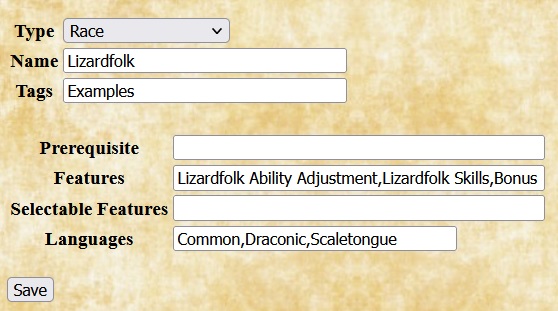 Type Race
Name Lizardfolk
Tags Examples
Prerequisite
Features Lizardfolk Ability Adjustment,Lizardfolk Skills,Bonus
Selectable Features
Languages Common,Draconic,Scaletongue
Save